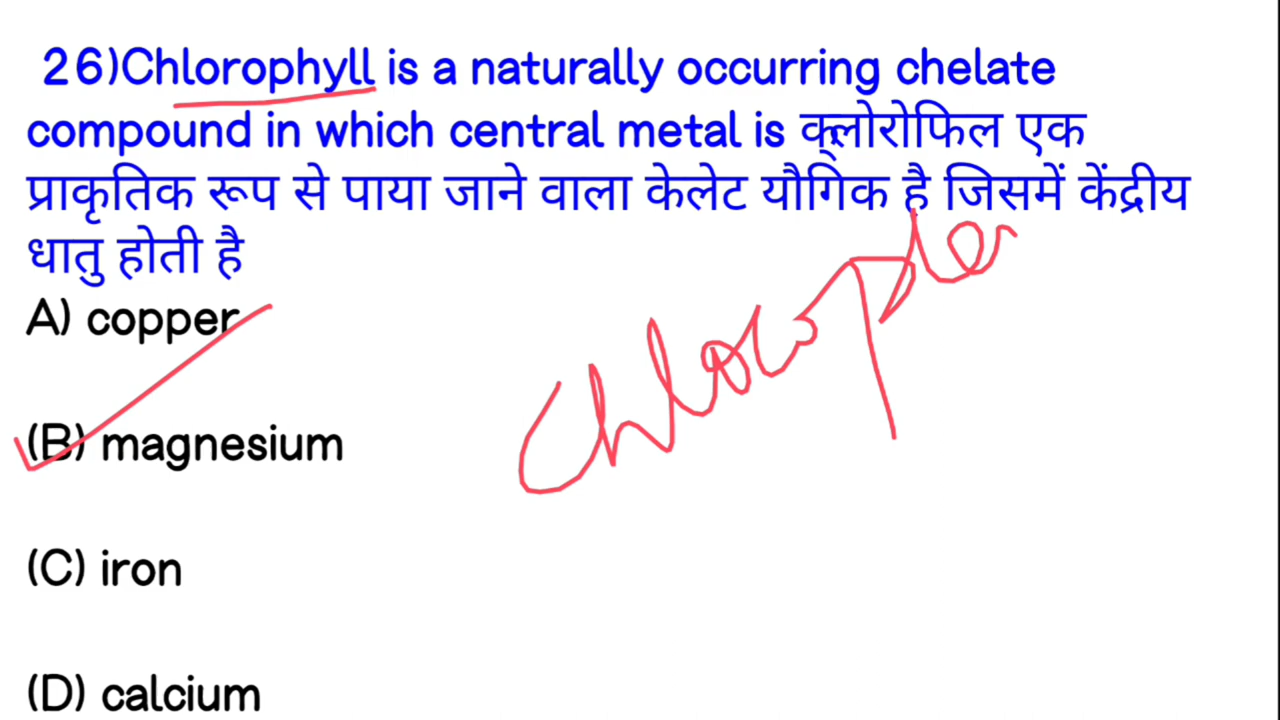 26)Chlorophyll is a naturally occurring chelate
compound in which central metal is क्लोरोफिल एक
प्राकृतिक रूप से पाया जाने वाला केलेट यौगिक है जिसमें केंद्रीय
धातु होती है
A) copper
(B) magnesium
(C) iron
(D) calcium